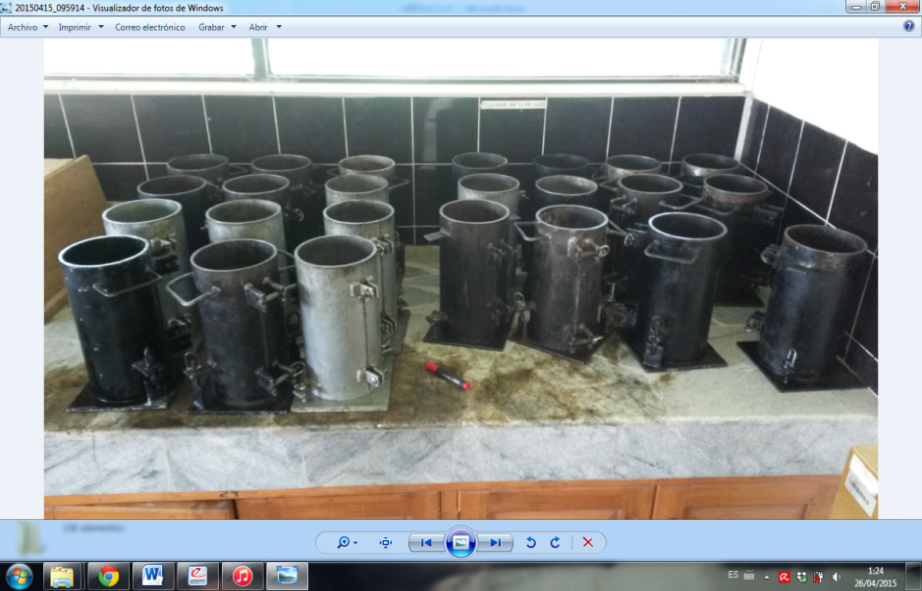 20150415_095914 - Visualizador de fotos de Windows
Archivo Imprimir Correo electrónico Grabar Abrir
ES
1:24
26/04/2015